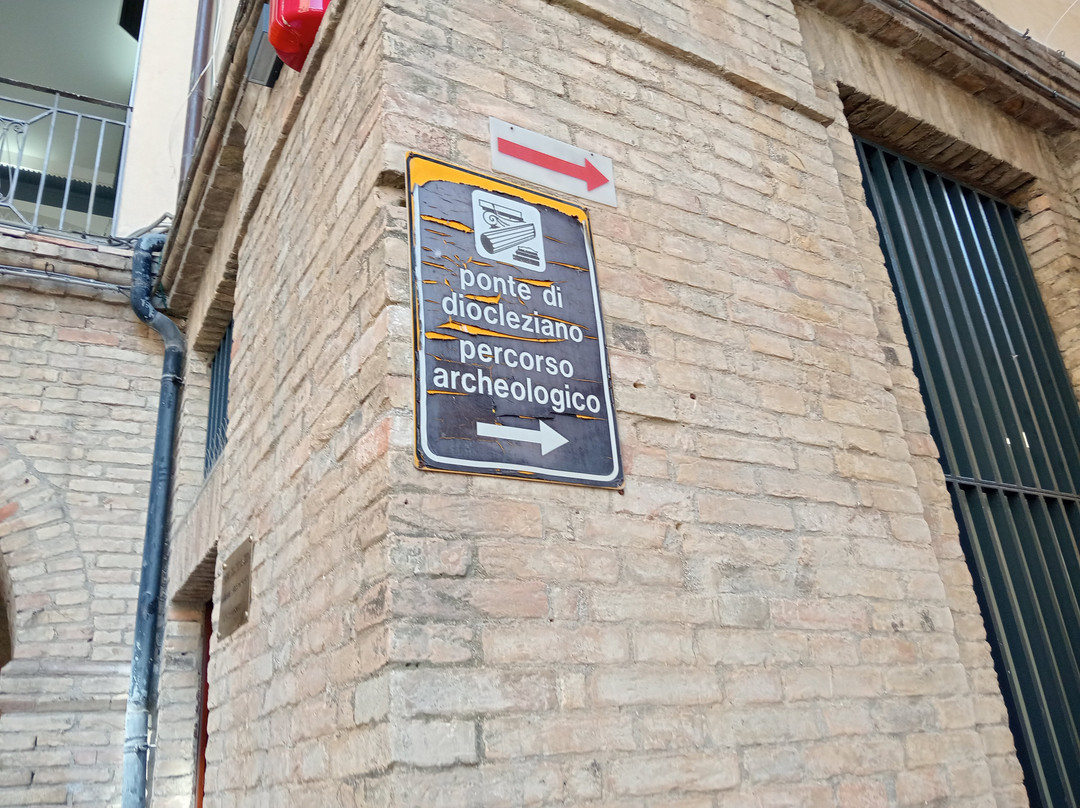 ponte di
diocleziano
percorso
archeologico